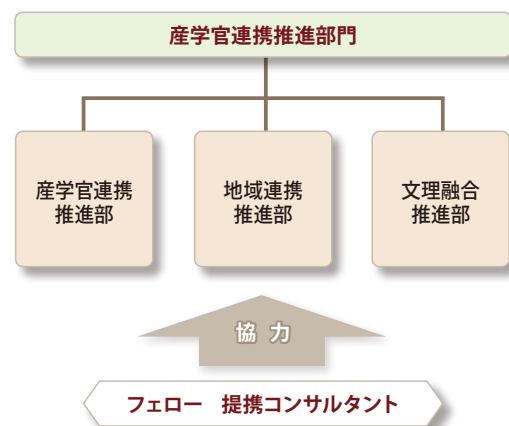 産学官連携推進部門
産学官連携
推進部
地域連携
推進部
文理融合
推進部
協 力
フェロー　提携コンサルタント